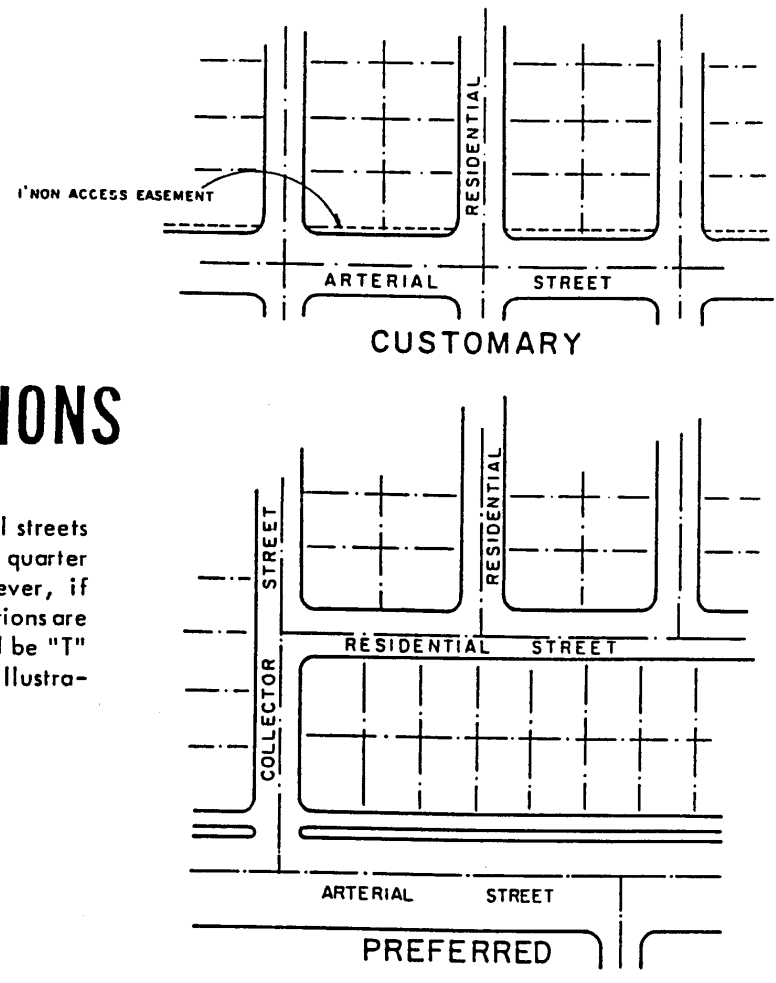 RESIDENTIAL
1' NON ACCESS EASEMENT
ARTERIAL STREET
CUSTOMARY
IONS
l streets
quarter
ever, if
tions are
l be "T"
llustra-
RESIDENTIAL
COLLECTOR STREET
RESIDENTIAL STREET
ARTERIAL STREET
PREFERRED